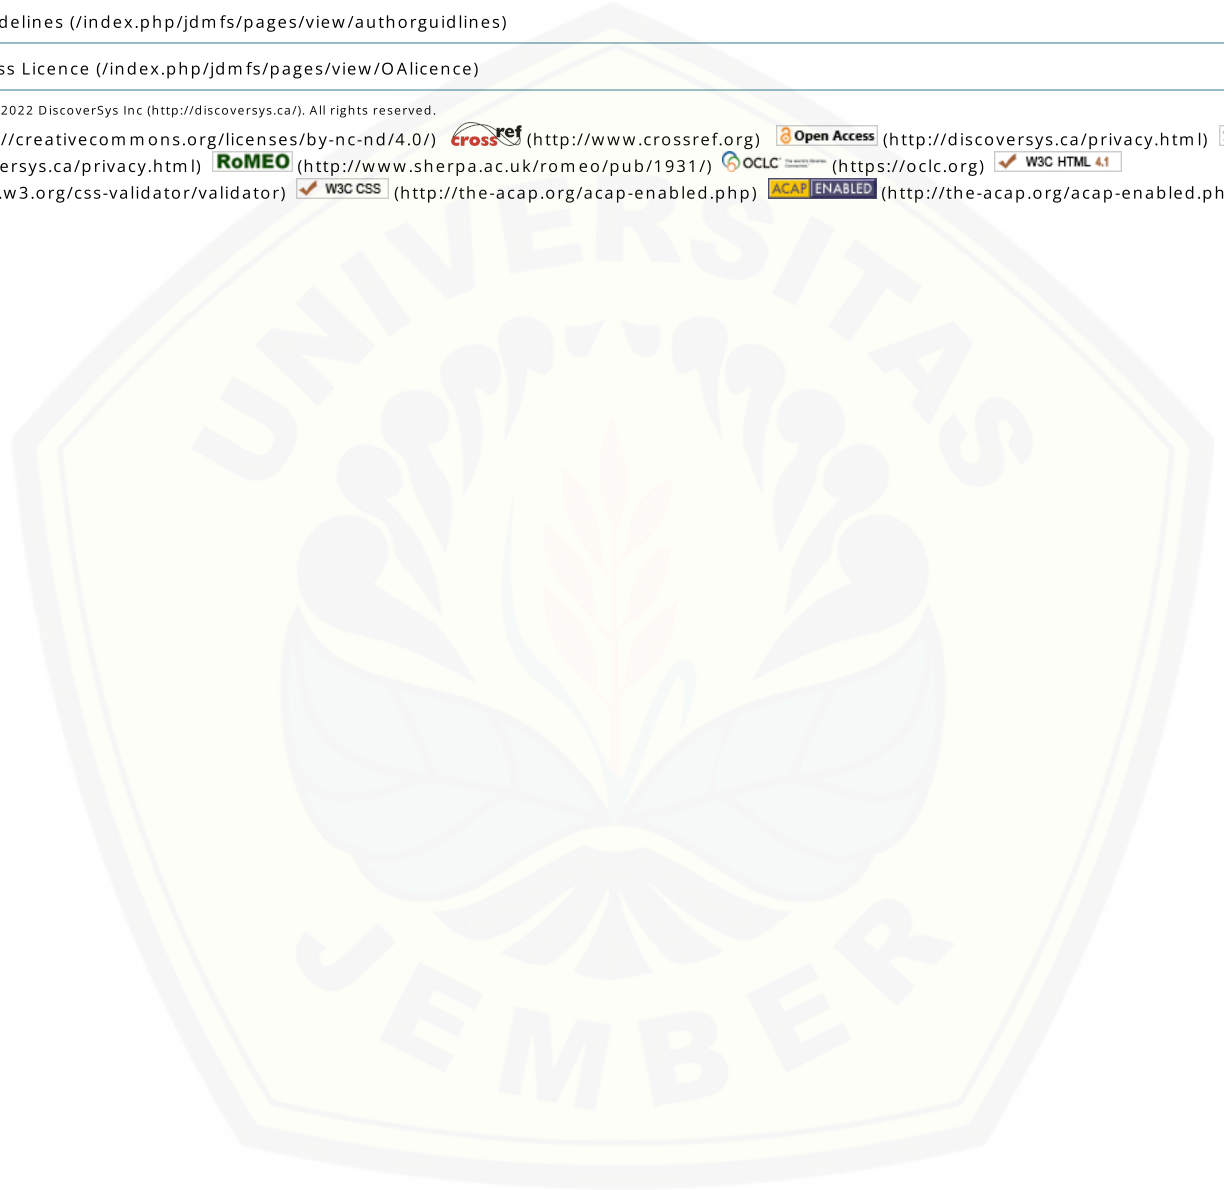 delines (/index.php/jdmfs/pages/view/authorguidlines)
ss Licence (/index.php/jdmfs/pages/view/OAlicence)
2022 DiscoverSys Inc (http://discoversys.ca/). All rights reserved.
//creativecommons.org/licenses/by-nc-nd/4.0/) crossref (http://www.crossref.org) Open Access (http://discoversys.ca/privacy.html)
ersys.ca/privacy.html) RoMEO (http://www.sherpa.ac.uk/romeo/pub/1931/) OCLC (https://oclc.org) W3C HTML 4.1
.w3.org/css-validator/validator) W3C CSS (http://the-acap.org/acap-enabled.php) ACAP ENABLED (http://the-acap.org/acap-enabled.ph
UNIVERSITAS
JEMBER